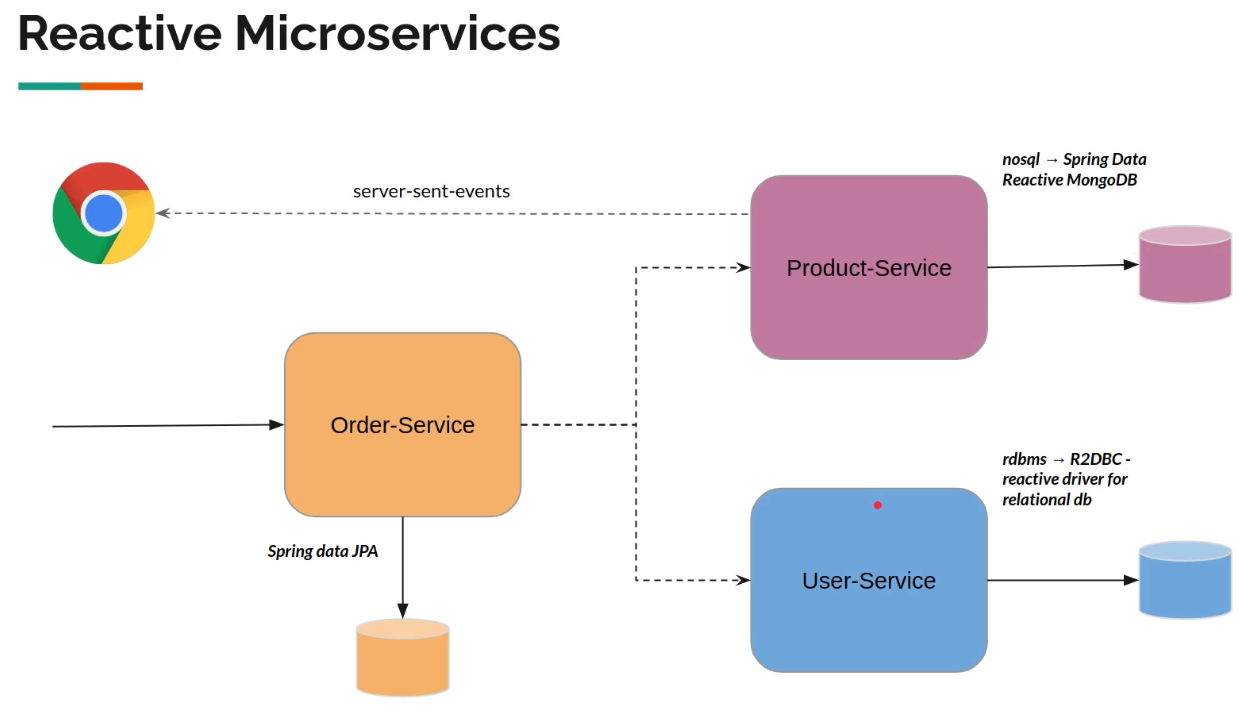 Reactive Microservices
nosql → Spring Data
Reactive MongoDB
server-sent-events
Product-Service
Order-Service
rdbms → R2DBC -
reactive driver for
relational db
Spring data JPA
User-Service